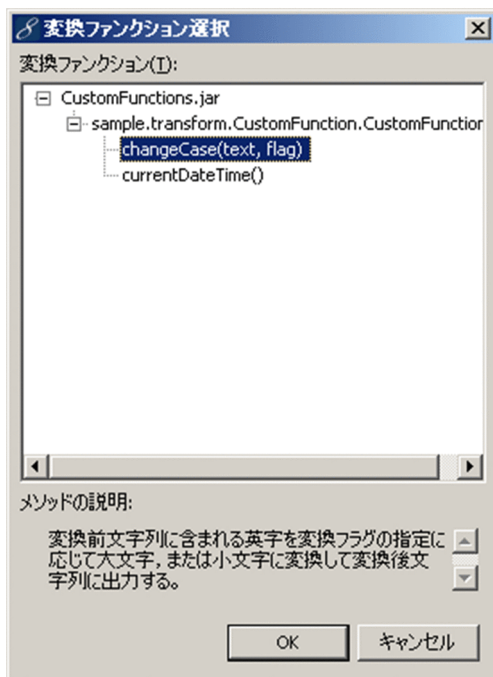 変換ファンクション選択
変換ファンクション(T):
CustomFunctions.jar
sample.transform.CustomFunction.CustomFunction
changeCase(text, flag)
currentDateTime()
メソッドの説明:
変換前文字列に含まれる英字を変換フラグの指定に
応じて大文字，または小文字に変換して変換後文
字列に出力する。
OK
キャンセル